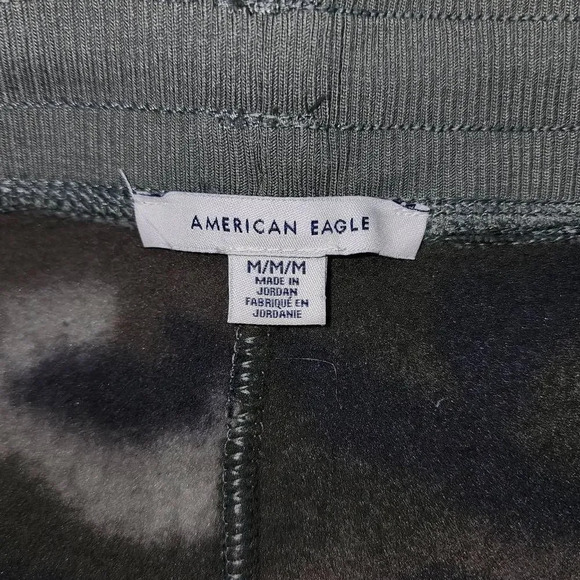 AMERICAN EAGLE
M/M/M
MADE IN
JORDAN
FABRIQUÉ EN
JORDANIE